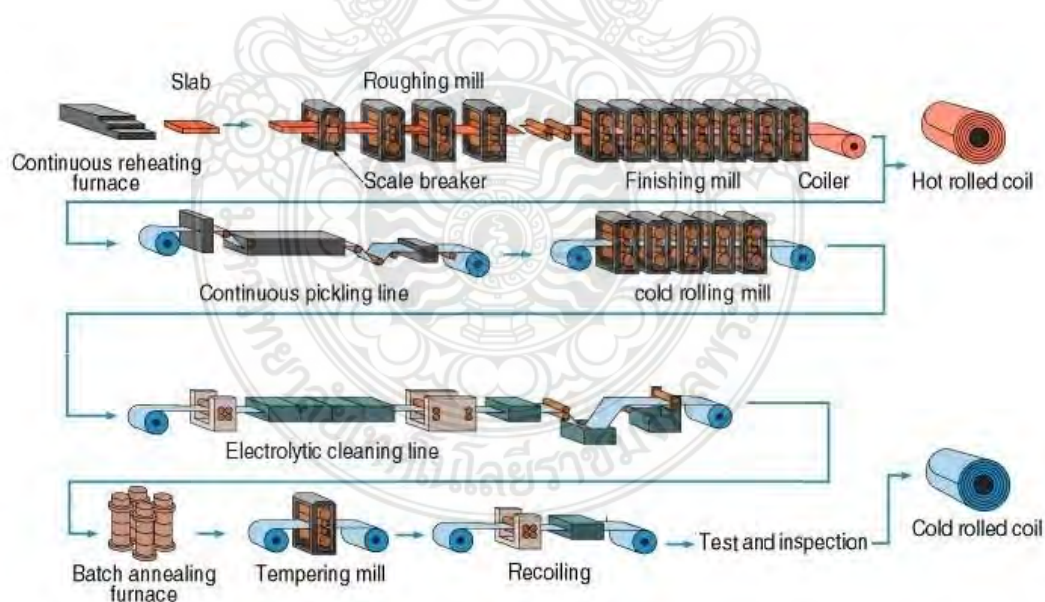 Slab
Roughing mill
Continuous reheating
furnace
Scale breaker
Finishing mill
Coiler
Hot rolled coil
Continuous pickling line
cold rolling mill
Electrolytic cleaning line
Batch annealing
furnace
Tempering mill
Recoiling
Test and inspection
Cold rolled coil